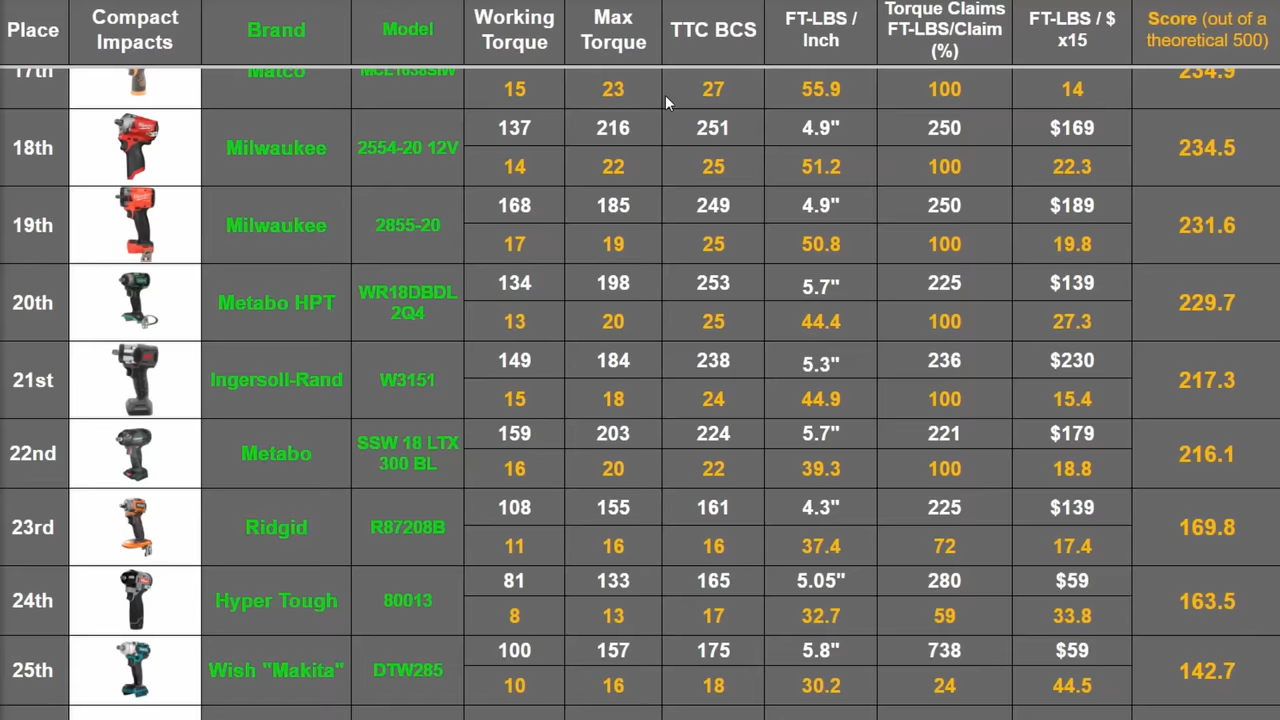 Place Compact Impacts Brand Model Working Torque Max Torque TTC BCS FT-LBS / Inch Torque Claims FT-LBS/Claim (%) FT-LBS / $ x15 Score (out of a theoretical 500)
17th Matco MCL1638SIW 234.9
15 23 27 55.9 100 14
18th Milwaukee 2554-20 12V 137 216 251 4.9" 250 $169 234.5
14 22 25 51.2 100 22.3
19th Milwaukee 2855-20 168 185 249 4.9" 250 $189 231.6
17 19 25 50.8 100 19.8
20th Metabo HPT WR18DBDL 2Q4 134 198 253 5.7" 225 $139 229.7
13 20 25 44.4 100 27.3
21st Ingersoll-Rand W3151 149 184 238 5.3" 236 $230 217.3
15 18 24 44.9 100 15.4
22nd Metabo SSW 18 LTX 300 BL 159 203 224 5.7" 221 $179 216.1
16 20 22 39.3 100 18.8
23rd Ridgid R87208B 108 155 161 4.3" 225 $139 169.8
11 16 16 37.4 72 17.4
24th Hyper Tough 80013 81 133 165 5.05" 280 $59 163.5
8 13 17 32.7 59 33.8
25th Wish "Makita" DTW285 100 157 175 5.8" 738 $59 142.7
10 16 18 30.2 24 44.5